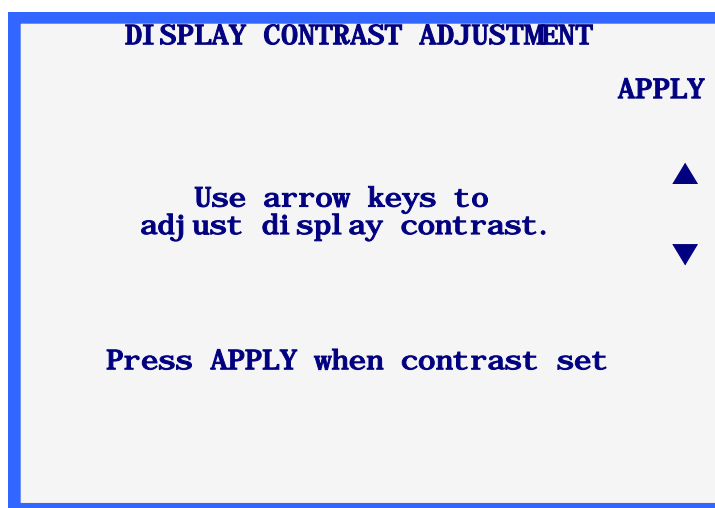 DISPLAY CONTRAST ADJUSTMENT
APPLY
Use arrow keys to
adjust display contrast.
Press APPLY when contrast set